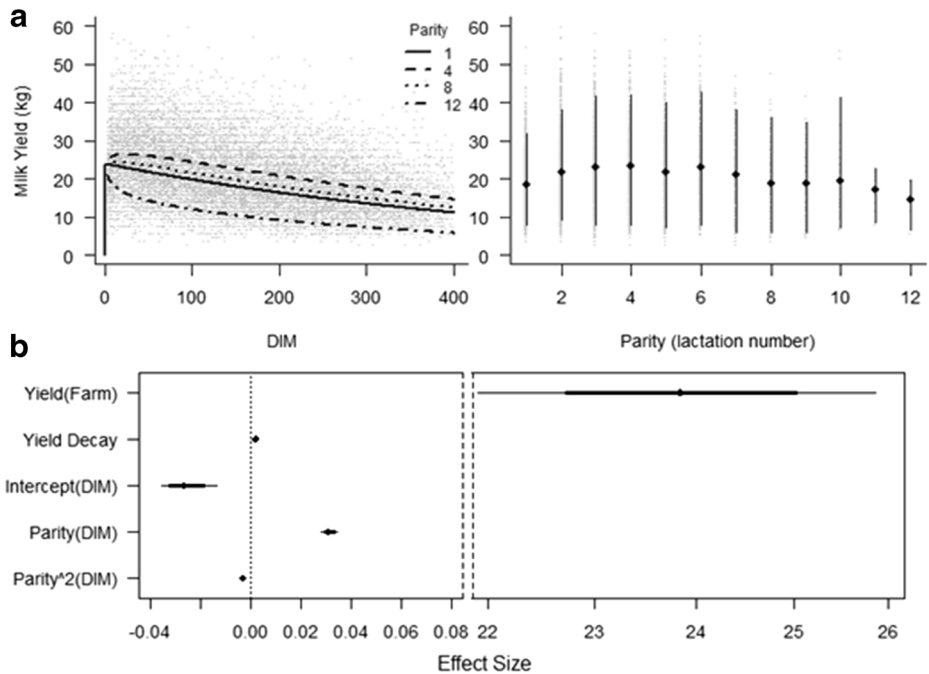 a
Milk Yield (kg)
60
50
40
30
20
10
0
0 100 200 300 400
DIM
Parity
1
4
8
12
60
50
40
30
20
10
0
2 4 6 8 10 12
Parity (lactation number)
b
Yield(Farm)
Yield Decay
Intercept(DIM)
Parity(DIM)
Parity^2(DIM)
-0.04 0.00 0.02 0.04 0.06 0.08 22 23 24 25 26
Effect Size